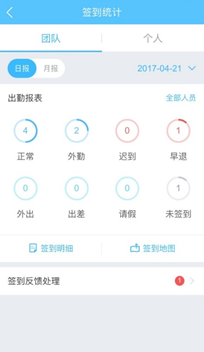 签到统计
团队 个人
日报 月报 2017-04-21
出勤报表 全部人员
4 2 0 1
正常 外勤 迟到 早退
0 0 0 1
外出 出差 请假 未签到
签到明细 签到地图
签到反馈处理 1